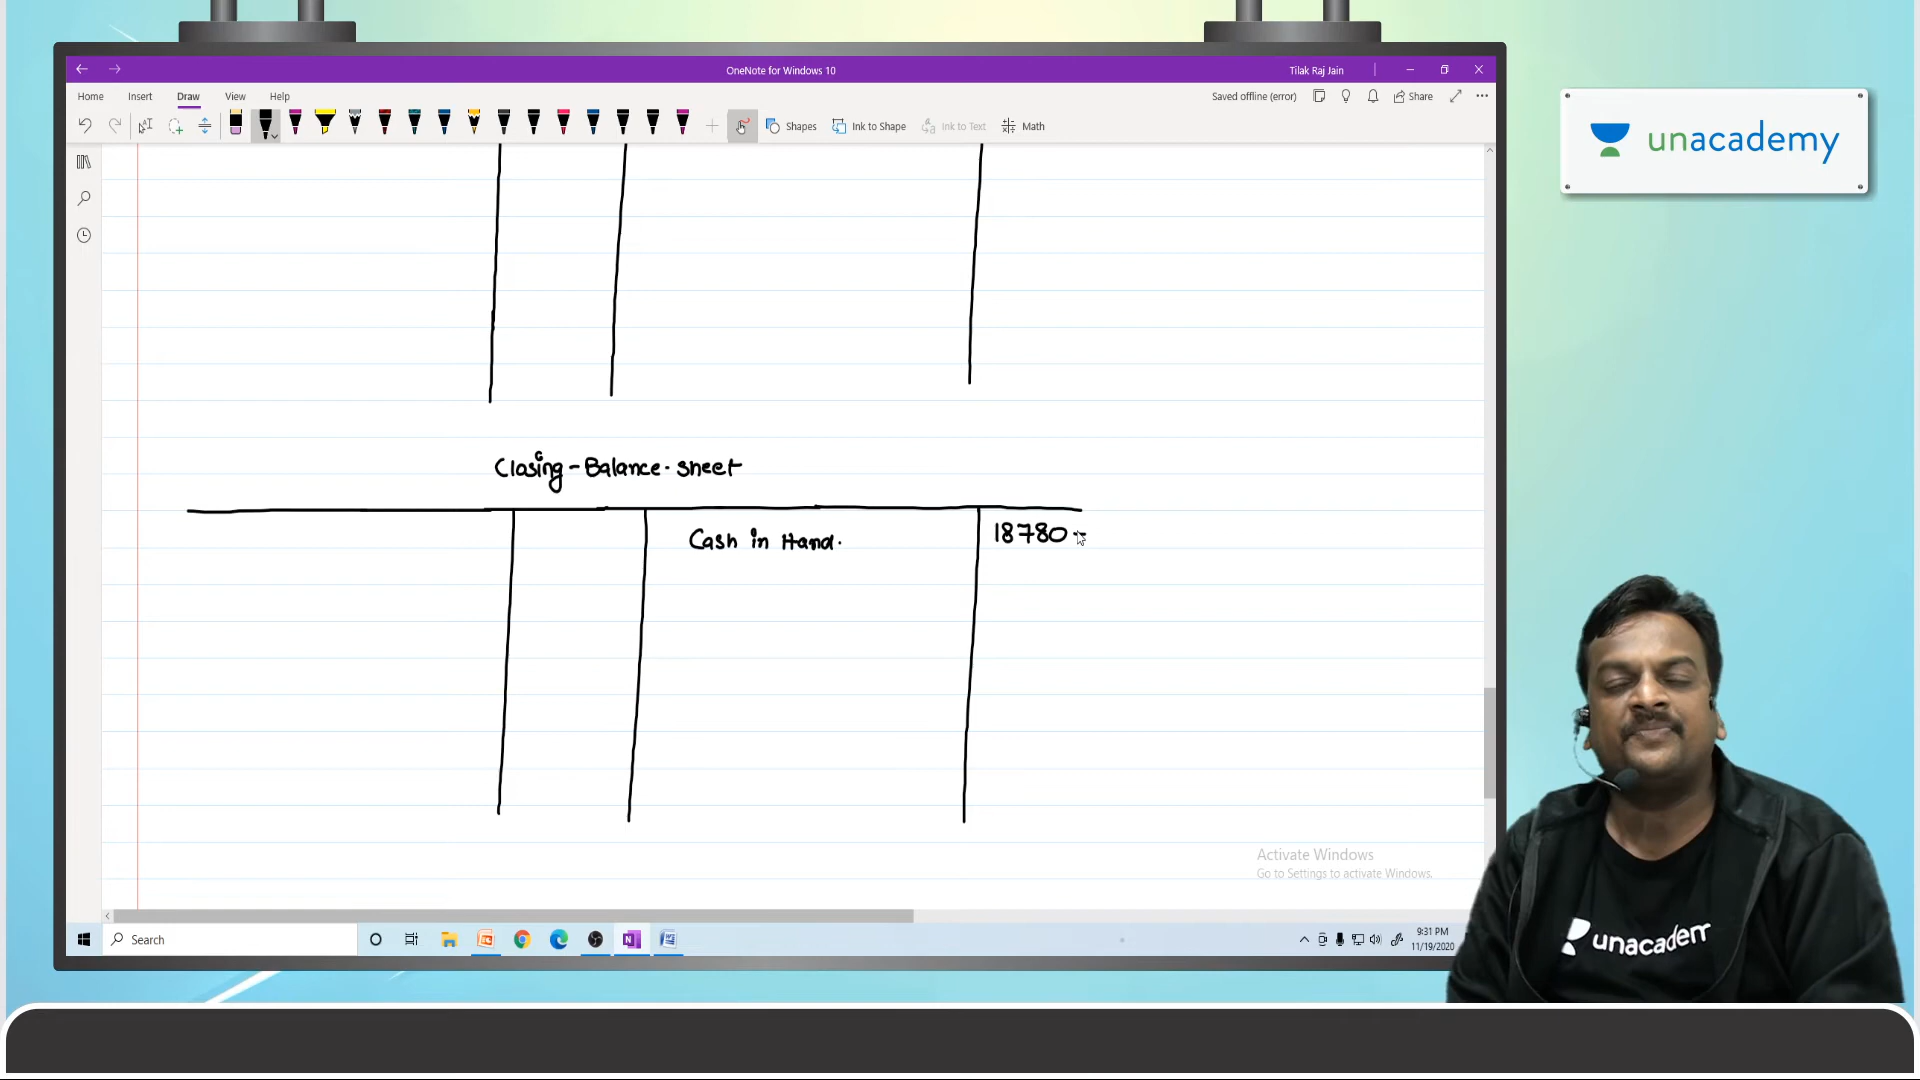 OneNote for Windows 10
Tilak Raj Jain
Home Insert Draw View Help
Saved offline (error)
Share
Shapes
Ink to Shape
Ink to Text
Math
unacademy
Closing-Balance-sheet
Cash in Hand. 18780
Activate Windows
Go to Settings to activate Windows.
Search
9:31 PM
11/19/2020
unacadem